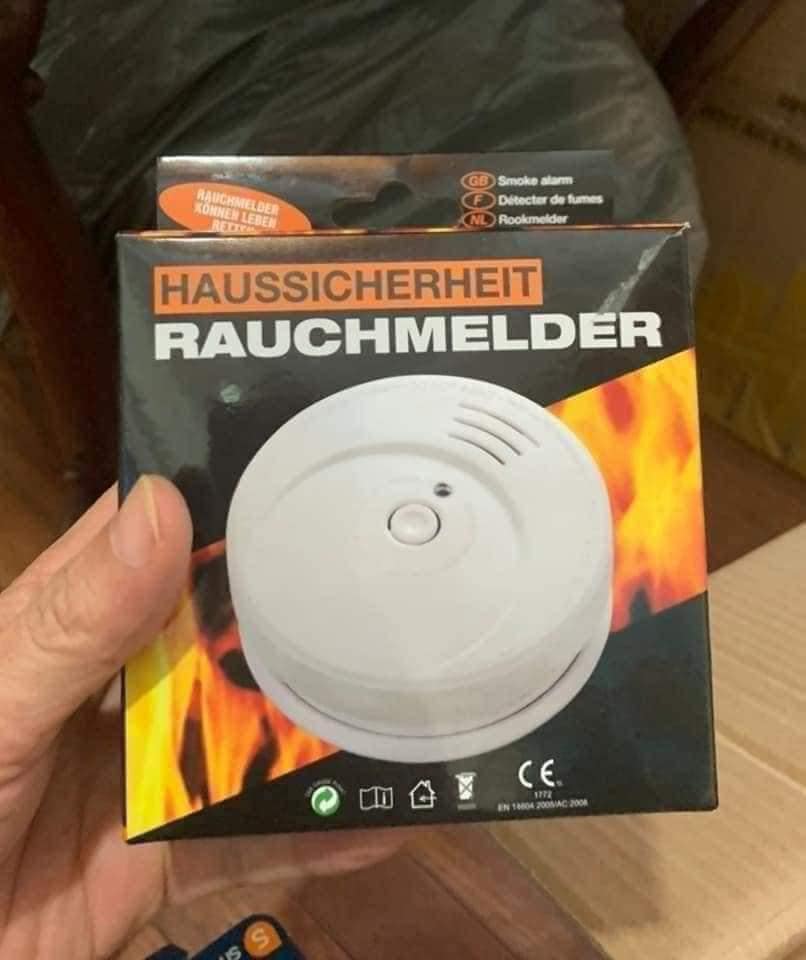 RAUCHMELDER
KÖNNEN LEBEN
RETTEN
GB Smoke alarm
F Détecter de fumes
NL Rookmelder
HAUSSICHERHEIT
RAUCHMELDER
CE
1772
EN 14604 2005/AC:2008
S